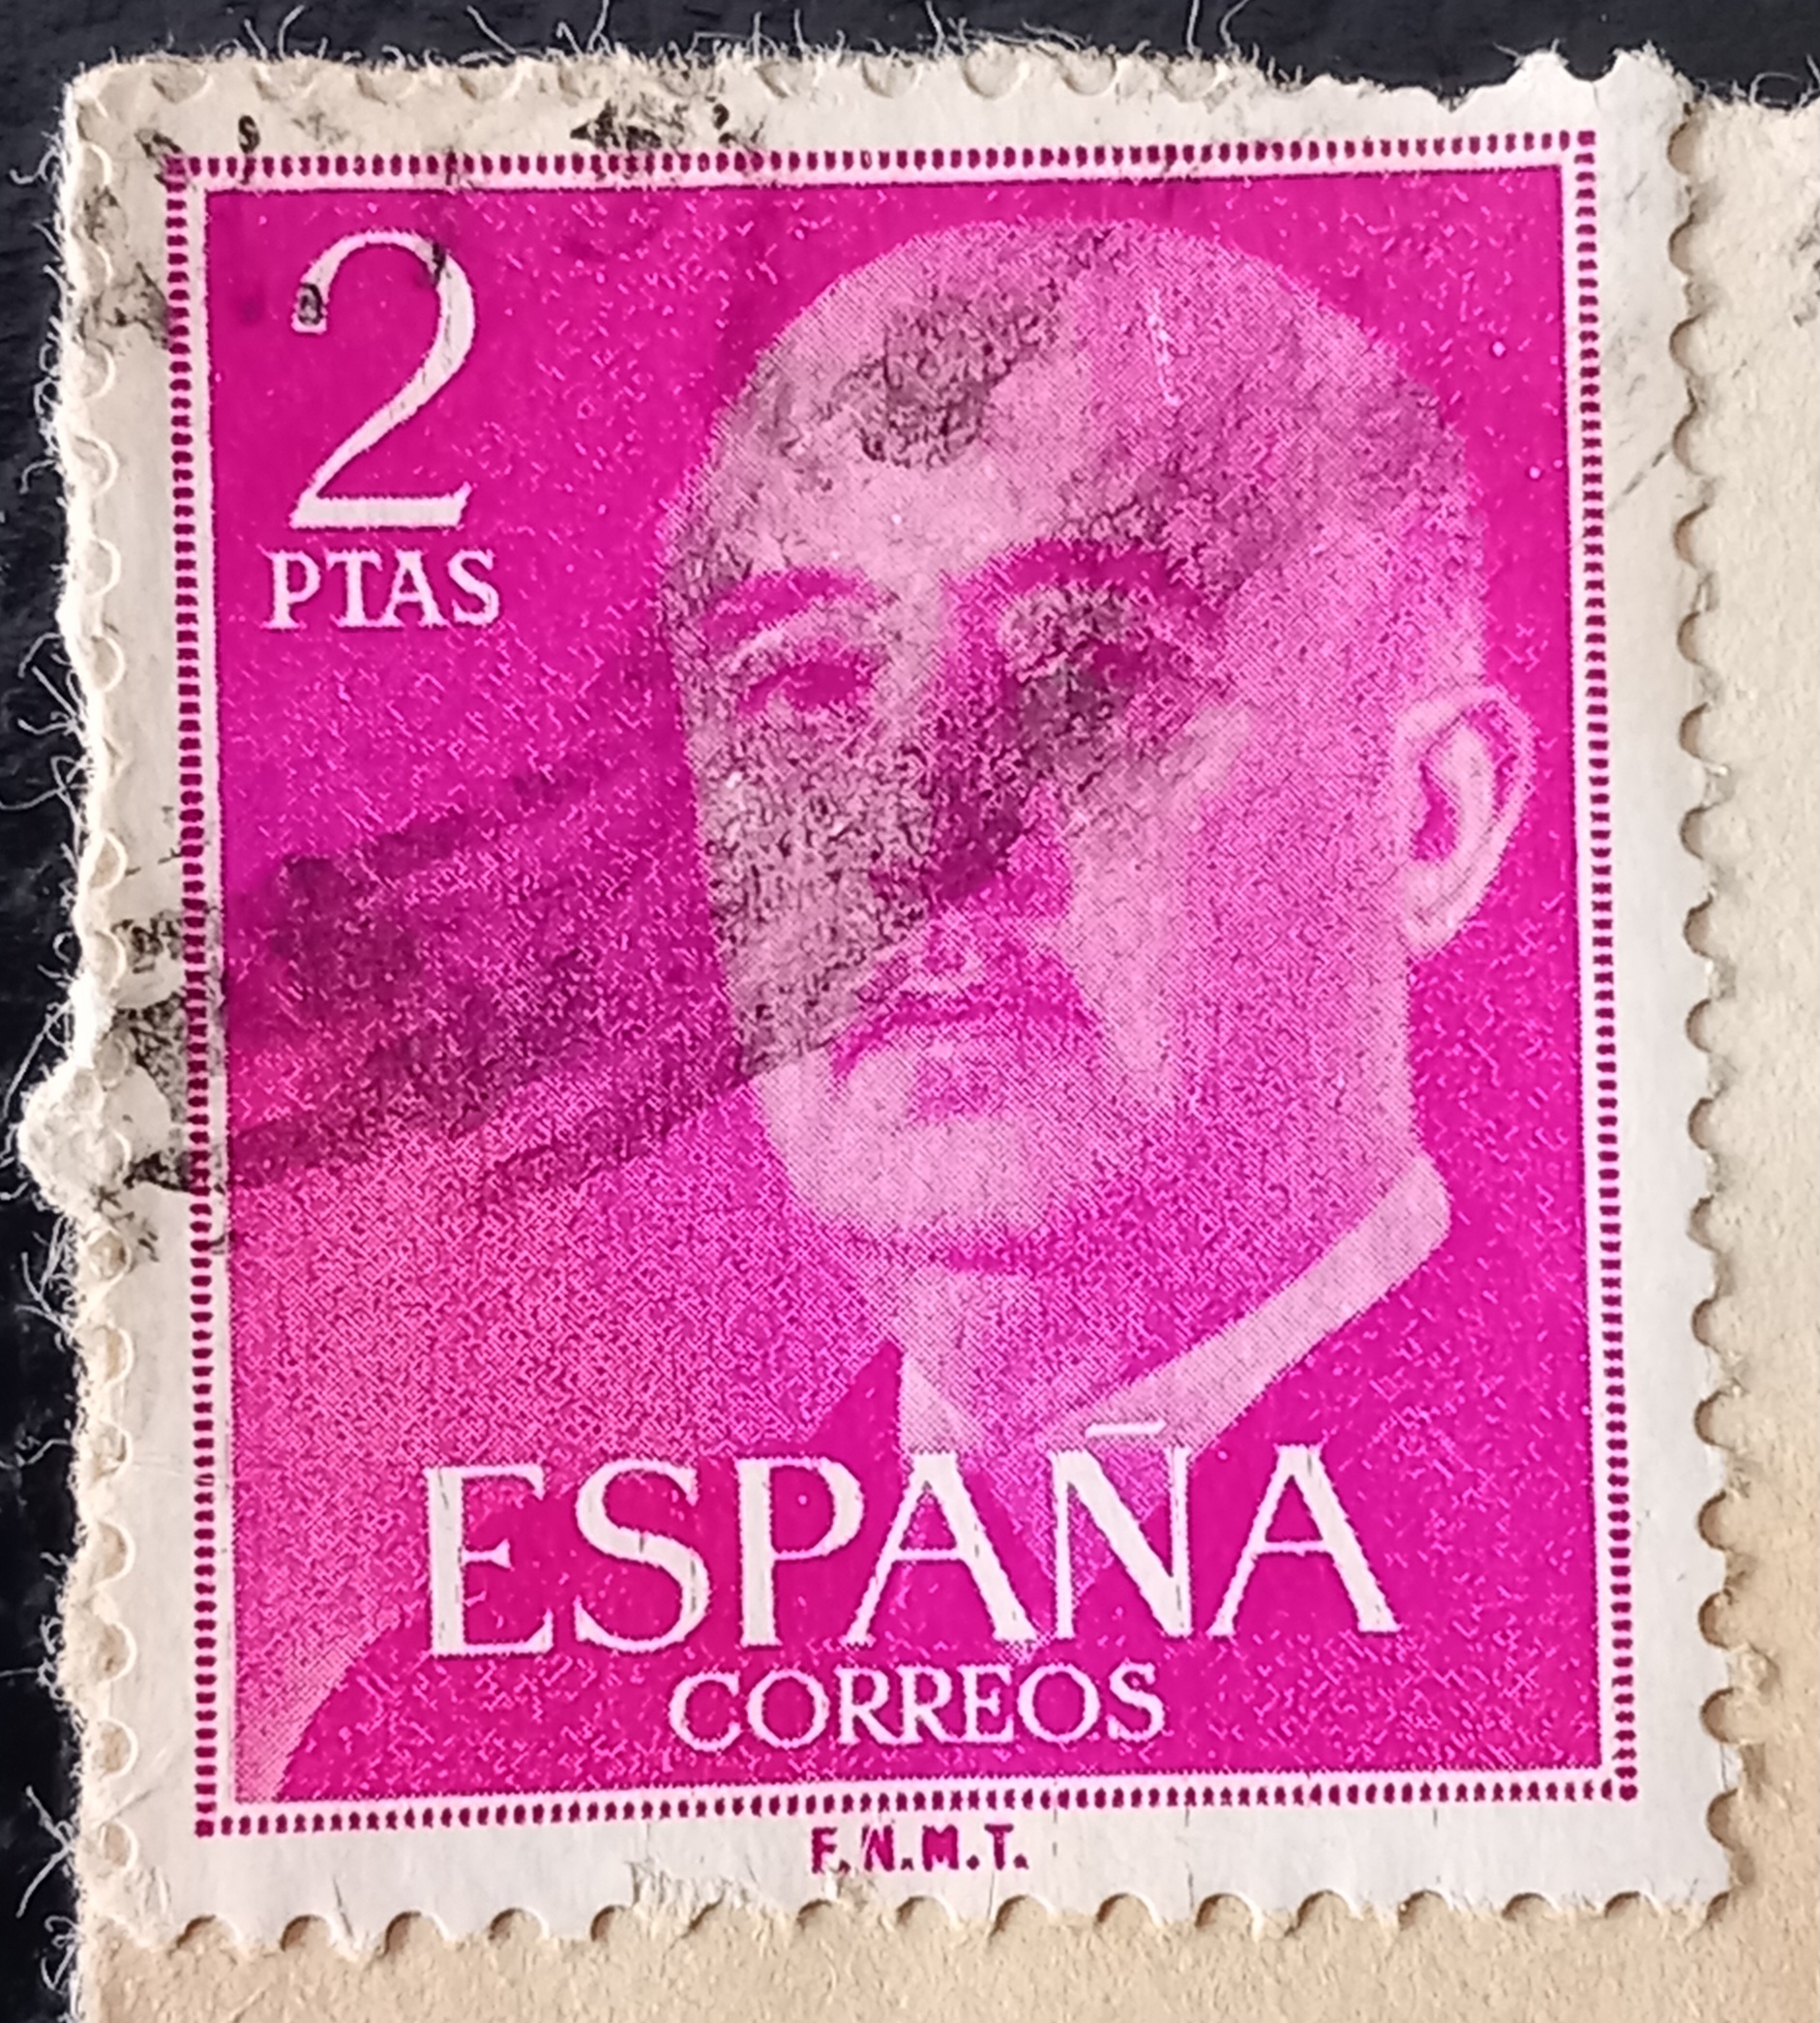 2
PTAS
ESPAÑA
CORREOS
F.N.M.T.